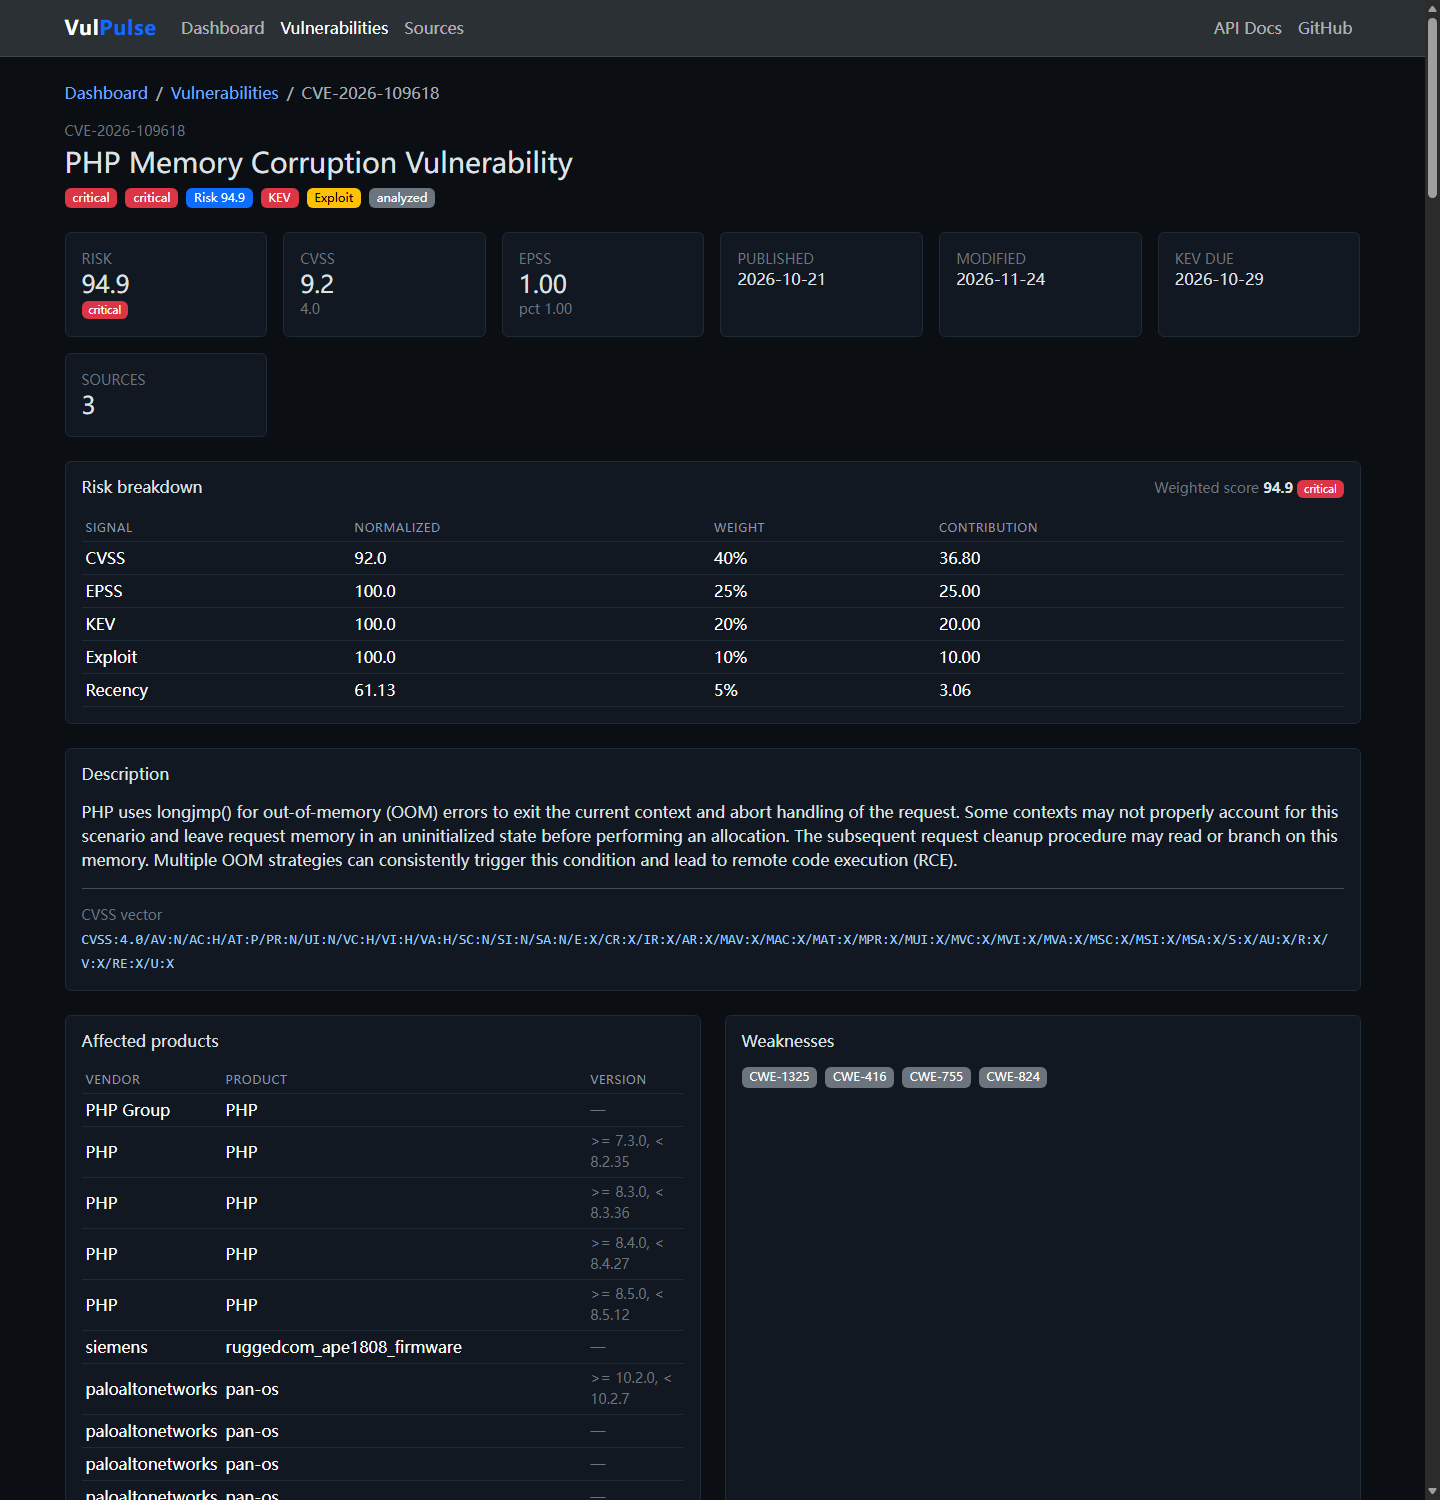 VulPulse Dashboard Vulnerabilities Sources API Docs GitHub
Dashboard / Vulnerabilities / CVE-2026-109618
CVE-2026-109618
PHP Memory Corruption Vulnerability
critical critical Risk 94.9 KEV Exploit analyzed
RISK
94.9
critical
CVSS
9.2
4.0
EPSS
1.00
pct 1.00
PUBLISHED
2026-10-21
MODIFIED
2026-11-24
KEV DUE
2026-10-29
SOURCES
3
Risk breakdown
Weighted score 94.9 critical
SIGNAL NORMALIZED WEIGHT CONTRIBUTION
CVSS 92.0 40% 36.80
EPSS 100.0 25% 25.00
KEV 100.0 20% 20.00
Exploit 100.0 10% 10.00
Recency 61.13 5% 3.06
Description
PHP uses longjmp() for out-of-memory (OOM) errors to exit the current context and abort handling of the request. Some contexts may not properly account for this
scenario and leave request memory in an uninitialized state before performing an allocation. The subsequent request cleanup procedure may read or branch on this
memory. Multiple OOM strategies can consistently trigger this condition and lead to remote code execution (RCE).
CVSS vector
CVSS:4.0/AV:N/AC:H/AT:P/PR:N/UI:N/VC:H/VI:H/VA:H/SC:N/SI:N/SA:N/E:X/CR:X/IR:X/AR:X/MAV:X/MAC:X/MAT:X/MPR:X/MUI:X/MVC:X/MVI:X/MVA:X/MSC:X/MSI:X/MSA:X/S:X/AU:X/R:X/
V:X/RE:X/U:X
Affected products
VENDOR PRODUCT VERSION
PHP Group PHP —
PHP PHP >= 7.3.0, <
8.2.35
PHP PHP >= 8.3.0, <
8.3.36
PHP PHP >= 8.4.0, <
8.4.27
PHP PHP >= 8.5.0, <
8.5.12
siemens ruggedcom_ape1808_firmware —
paloaltonetworks pan-os >= 10.2.0, <
10.2.7
paloaltonetworks pan-os —
paloaltonetworks pan-os —
paloaltonetworks pan-os —
Weaknesses
CWE-1325 CWE-416 CWE-755 CWE-824